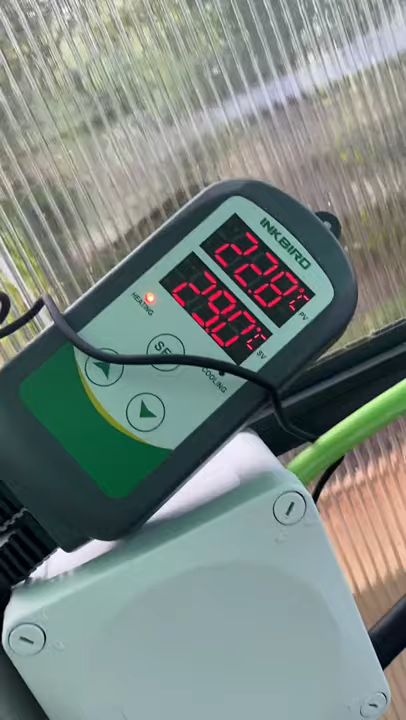 INKBIRD
22.8°C
PV
29.0°C
SV
HEATING
SET
COOLING